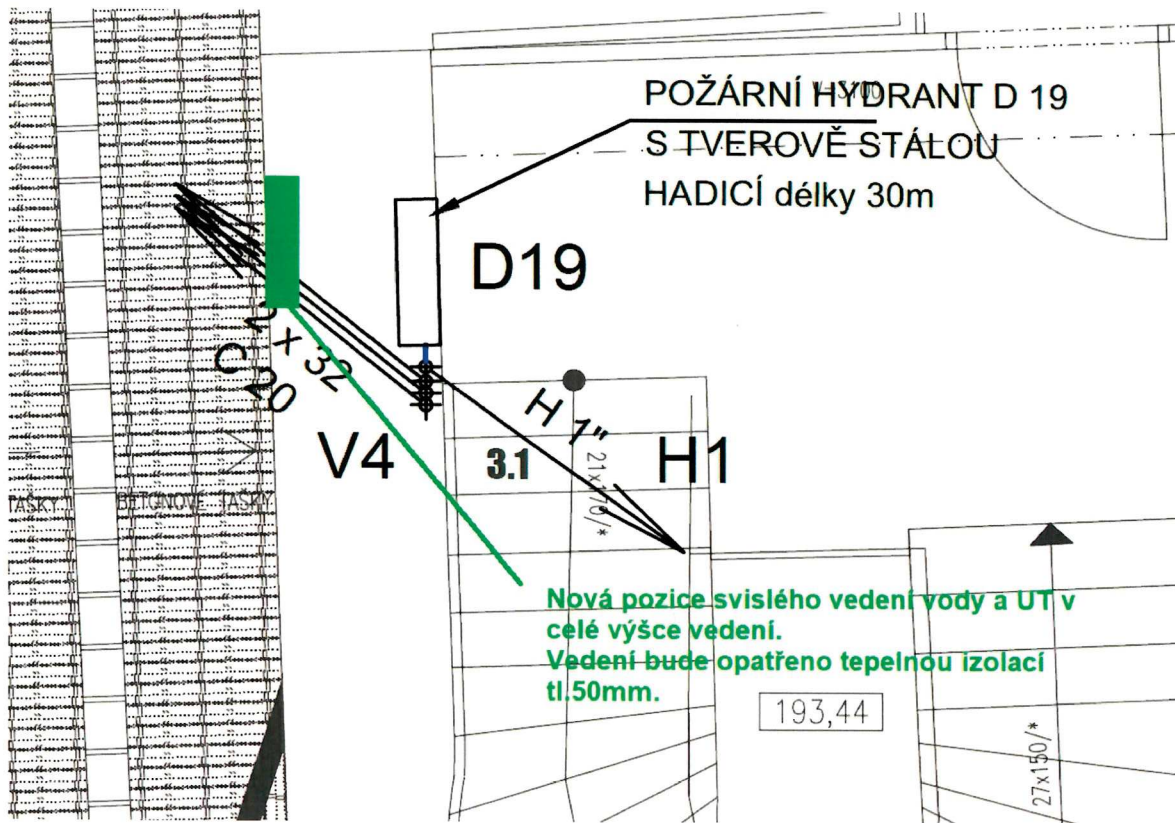 POŽÁRNÍ HYDRANT D 19
S TVEROVĚ STÁLOU
HADICÍ délky 30m
D19
2 x 32
C 20
V4
H 1"
3.1
H1
21x170/*
TAŠKY
BETONOVÉ TAŠKY
Nová pozice svislého vedení vody a UT v
celé výšce vedení.
Vedení bude opatřeno tepelnou izolací
tl.50mm.
193,44
27x150/*